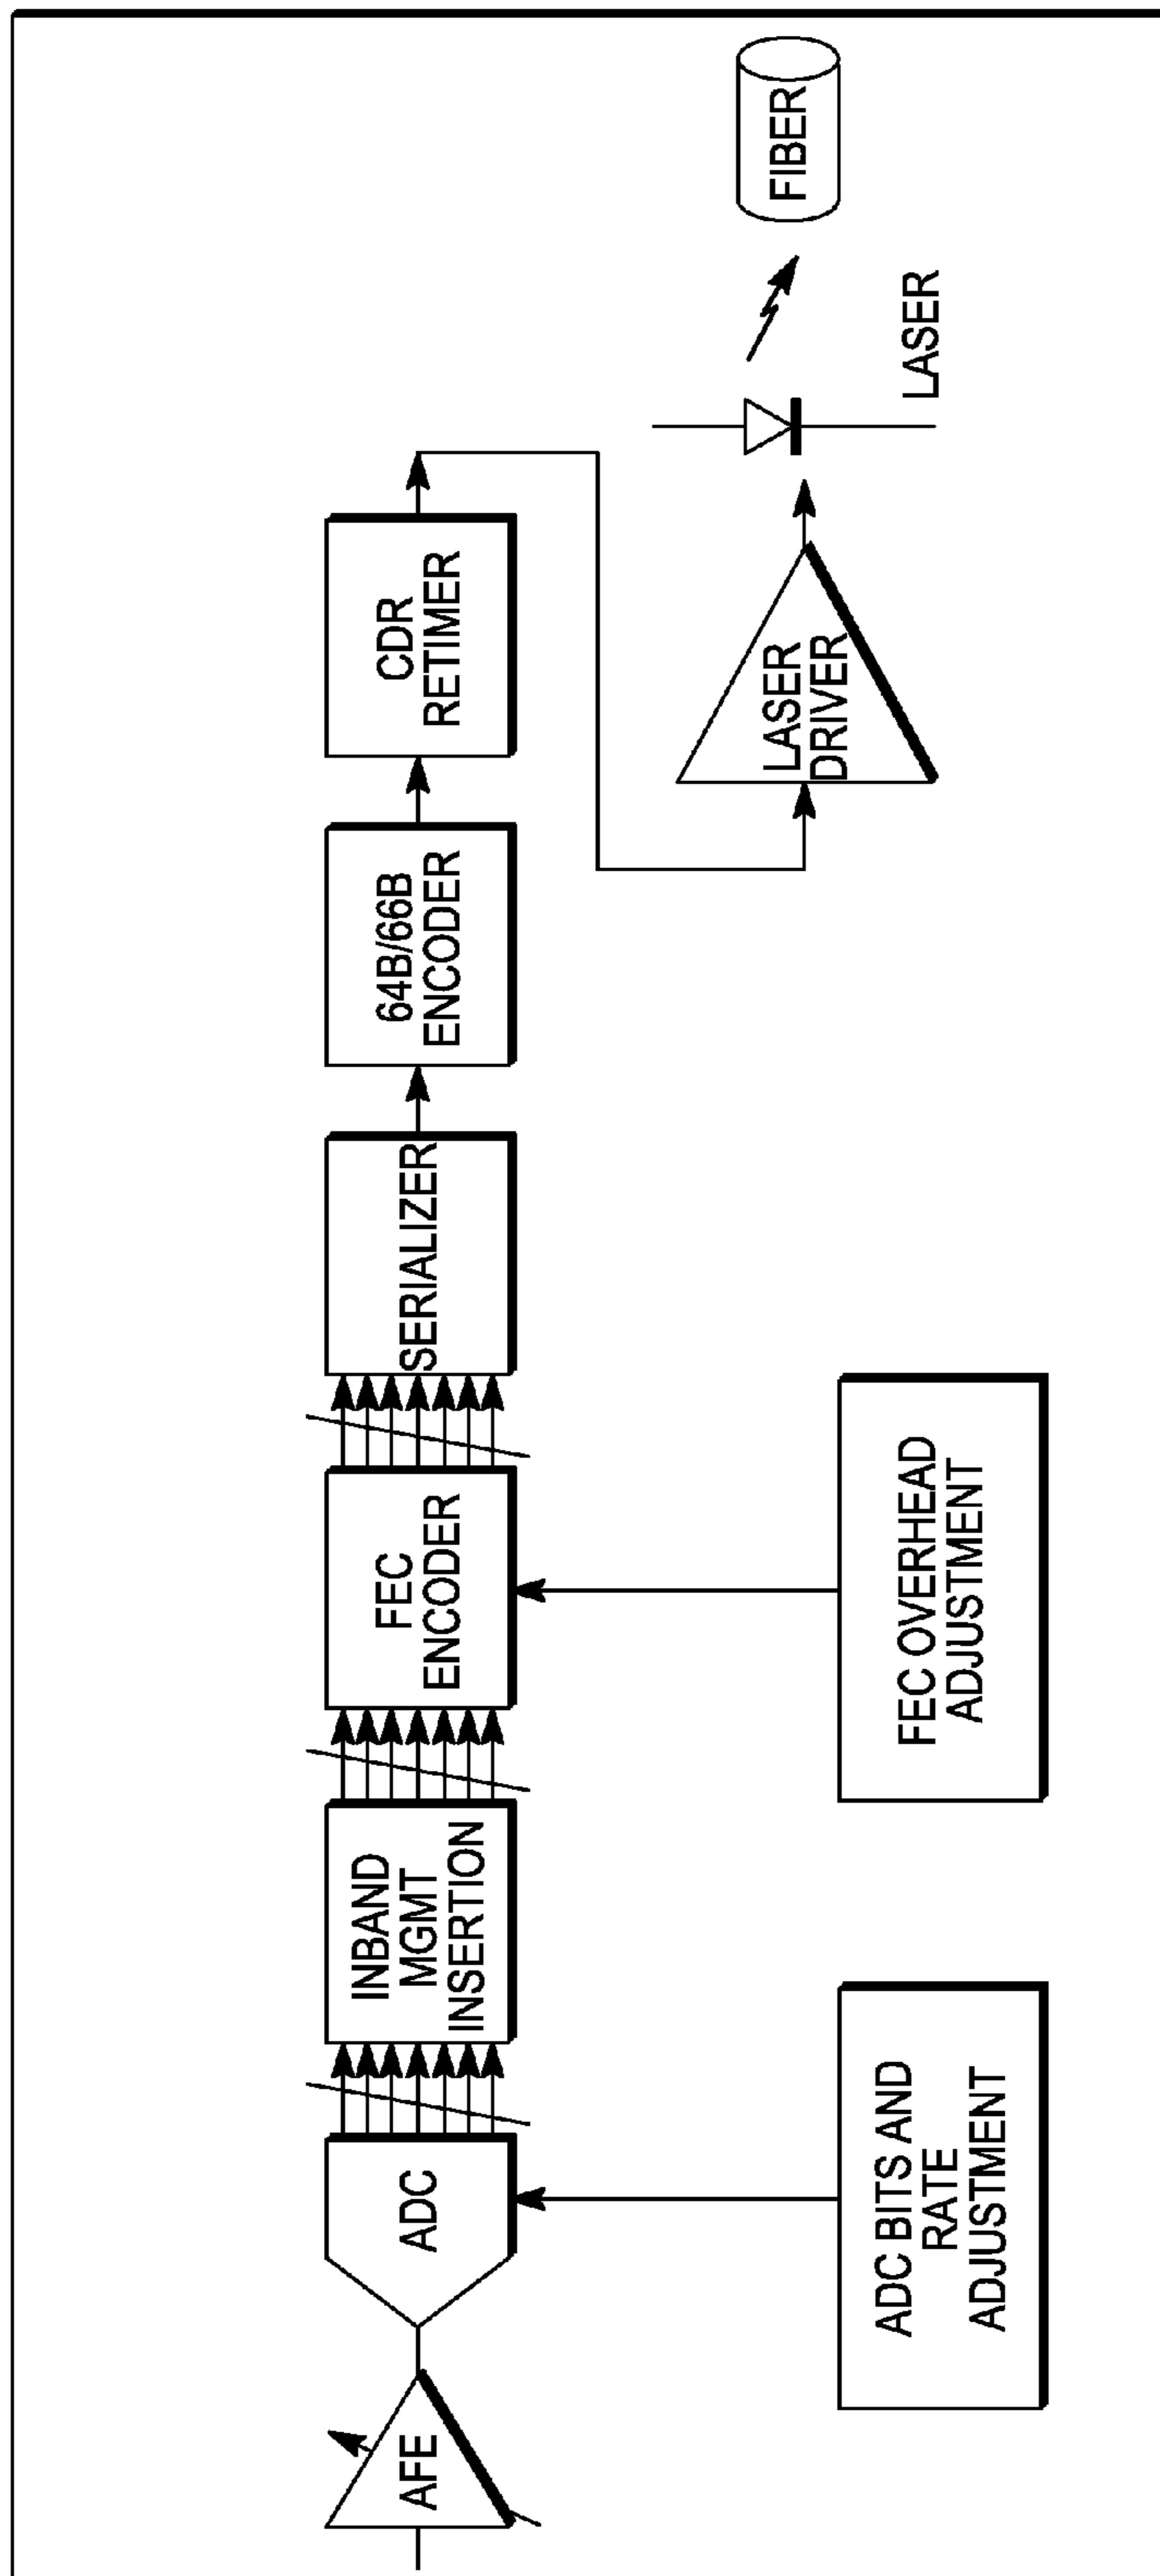 AFE
ADC
INBAND
MGMT
INSERTION
FEC
ENCODER
SERIALIZER
64B/66B
ENCODER
CDR
RETIMER
LASER
DRIVER
LASER
FIBER
ADC BITS AND
RATE
ADJUSTMENT
FEC OVERHEAD
ADJUSTMENT